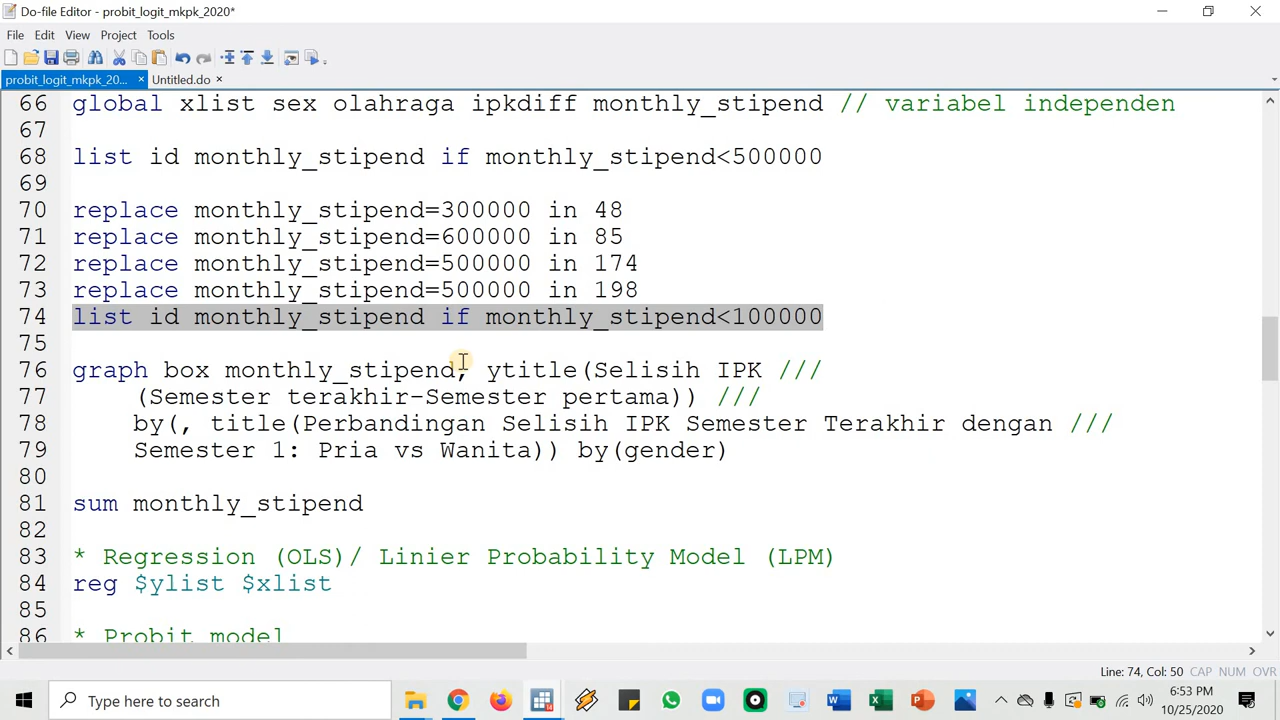 Do-file Editor - probit_logit_mkpk_2020*
File Edit View Project Tools
probit_logit_mkpk_20... × Untitled.do ×
66 global xlist sex olahraga ipkdiff monthly_stipend // variabel independen
67
68 list id monthly_stipend if monthly_stipend<500000
69
70 replace monthly_stipend=300000 in 48
71 replace monthly_stipend=600000 in 85
72 replace monthly_stipend=500000 in 174
73 replace monthly_stipend=500000 in 198
74 list id monthly_stipend if monthly_stipend<100000
75
76 graph box monthly_stipend, ytitle(Selisih IPK ///
77 (Semester terakhir-Semester pertama)) ///
78 by(, title(Perbandingan Selisih IPK Semester Terakhir dengan ///
79 Semester 1: Pria vs Wanita)) by(gender)
80
81 sum monthly_stipend
82
83 * Regression (OLS)/ Linier Probability Model (LPM)
84 reg $ylist $xlist
85
86 * Probit model
Line: 74, Col: 50 CAP NUM OVR
Type here to search
14
6:53 PM
10/25/2020